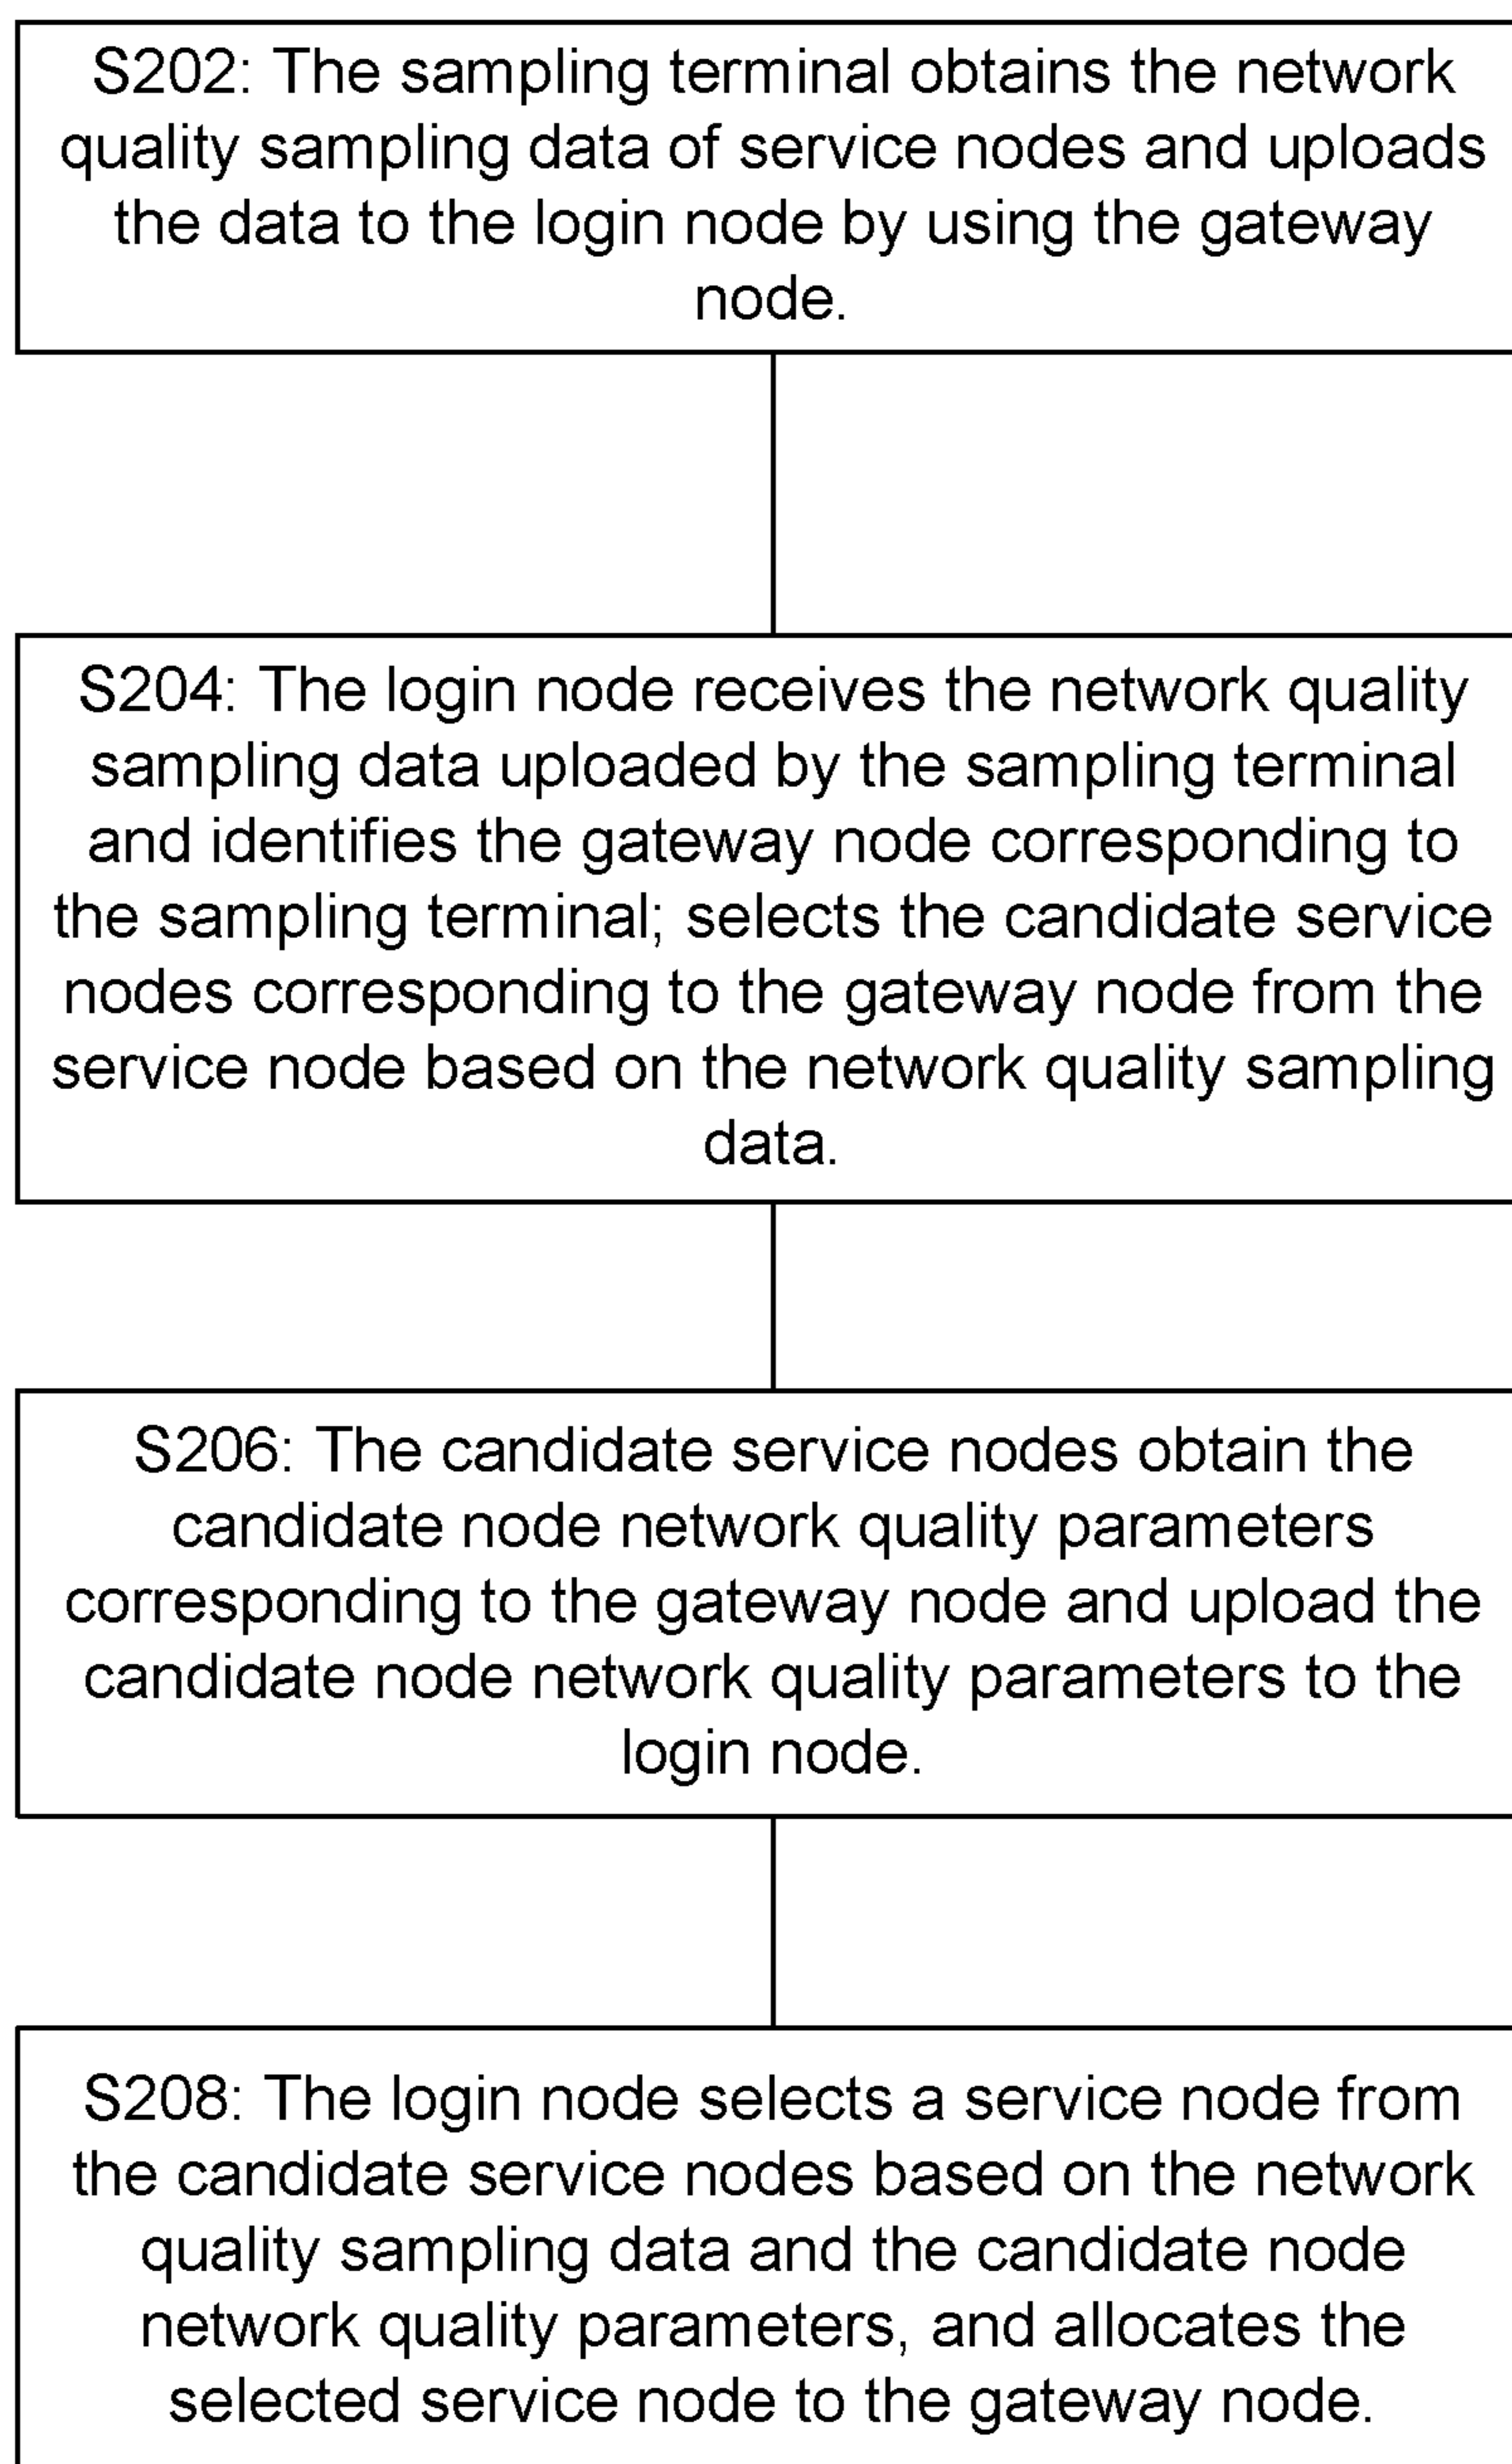 S202: The sampling terminal obtains the network
quality sampling data of service nodes and uploads
the data to the login node by using the gateway
node.
S204: The login node receives the network quality
sampling data uploaded by the sampling terminal
and identifies the gateway node corresponding to
the sampling terminal; selects the candidate service
nodes corresponding to the gateway node from the
service node based on the network quality sampling
data.
S206: The candidate service nodes obtain the
candidate node network quality parameters
corresponding to the gateway node and upload the
candidate node network quality parameters to the
login node.
S208: The login node selects a service node from
the candidate service nodes based on the network
quality sampling data and the candidate node
network quality parameters, and allocates the
selected service node to the gateway node.